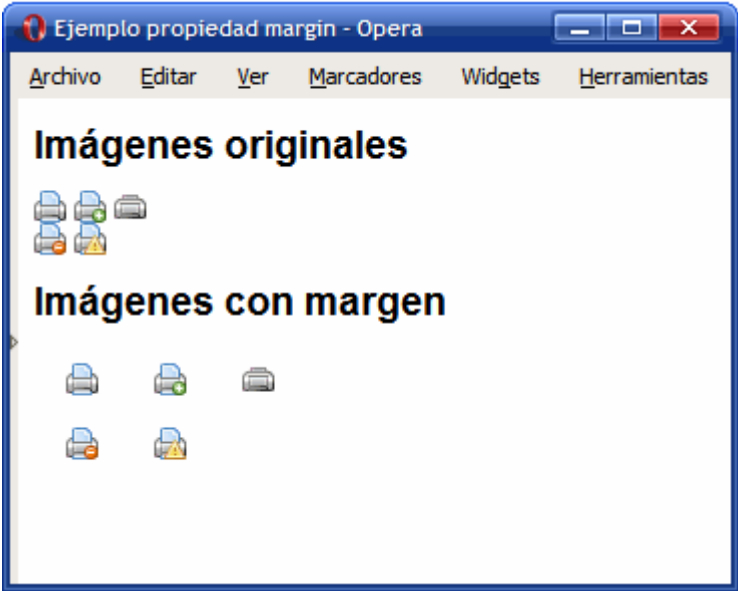 Ejemplo propiedad margin - Opera
Archivo Editar Ver Marcadores Widgets Herramientas
Imágenes originales
Imágenes con margen